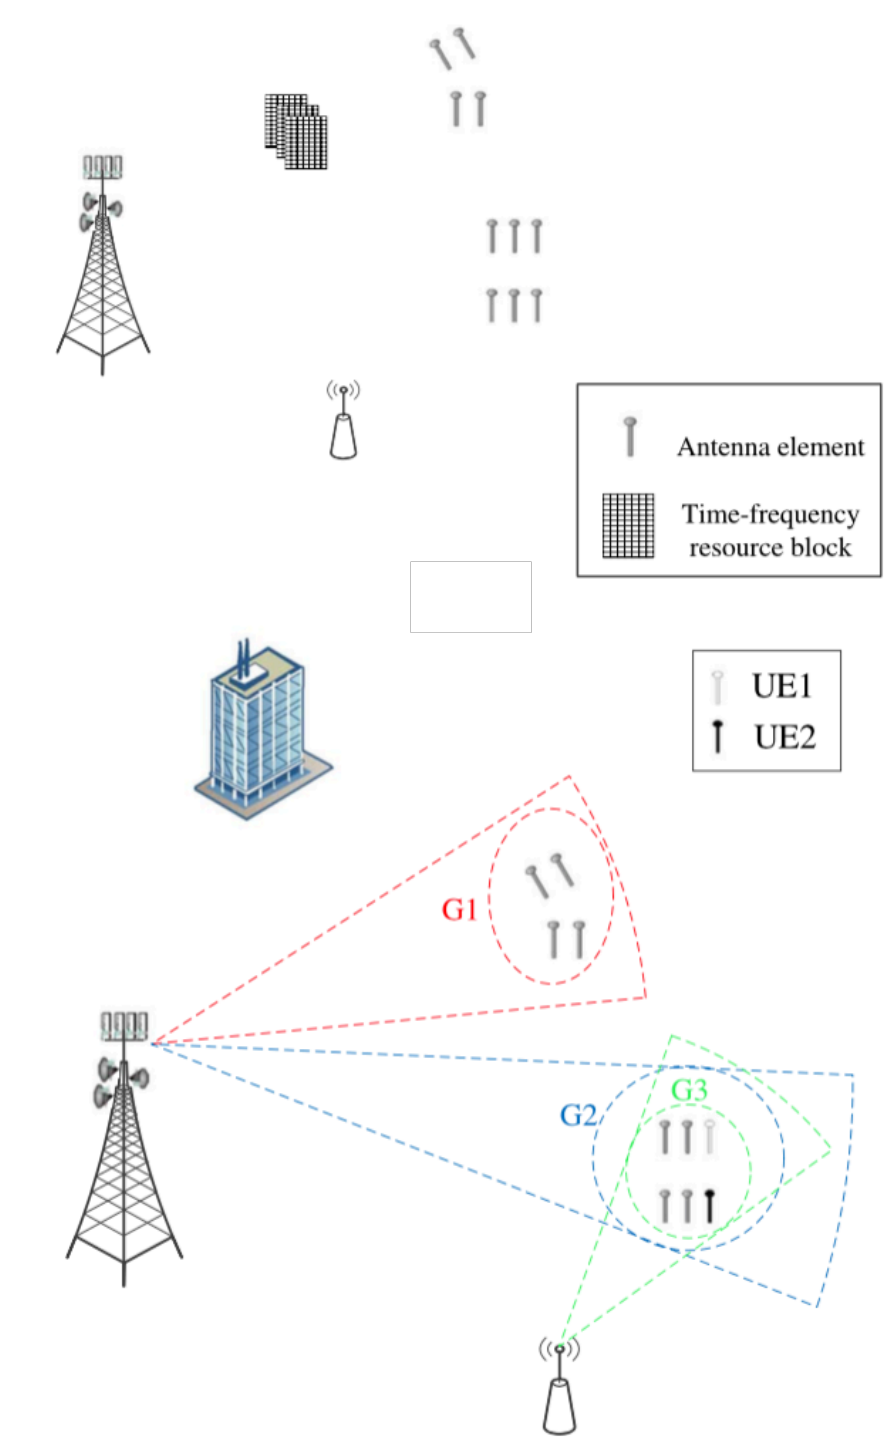 Antenna element
Time-frequency
resource block
UE1
UE2
G1
G3
G2